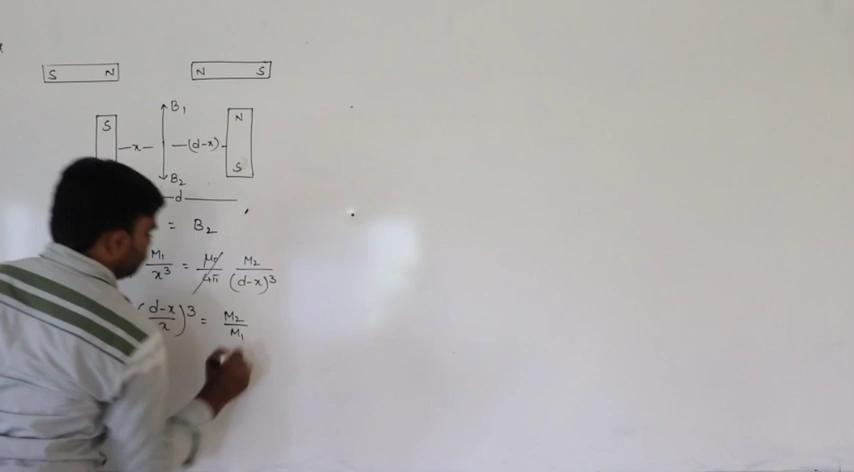 S N N S
B₁
S N
—x— —(d-x)—
S
B₂
—d—
= B₂
M₁/x³ = μ₀/4π M₂/(d-x)³
(d-x/x)³ = M₂/M₁